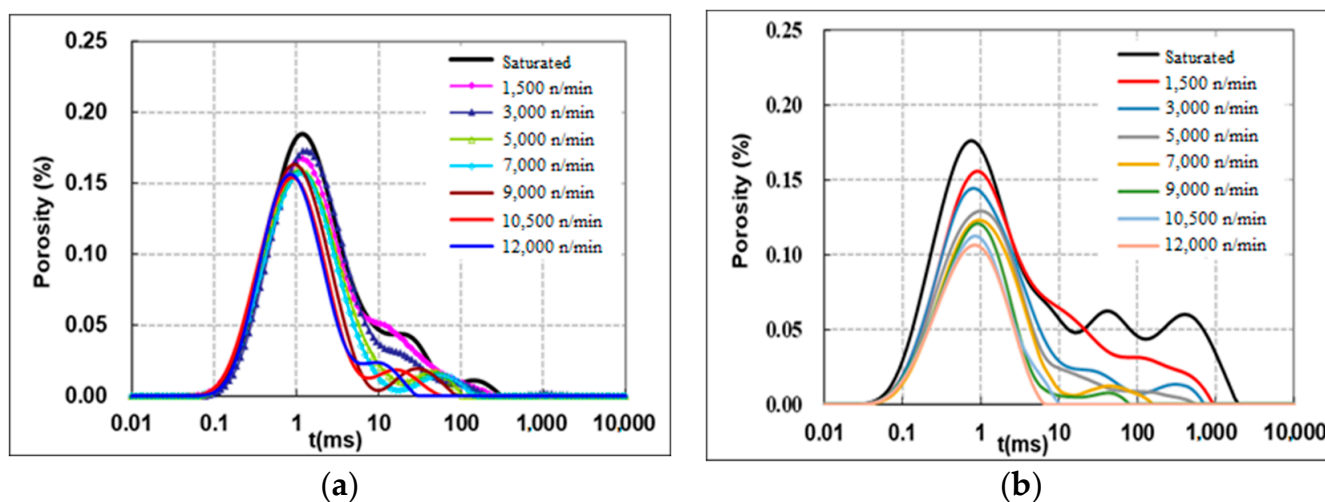 0.25
0.20
0.15
0.10
0.05
0.00
Porosity (%)
0.01 0.1 1 10 100 1,000 10,000
t(ms)
Saturated
1,500 n/min
3,000 n/min
5,000 n/min
7,000 n/min
9,000 n/min
10,500 n/min
12,000 n/min
(a)
0.25
0.20
0.15
0.10
0.05
0.00
Porosity (%)
0.01 0.1 1 10 100 1,000 10,000
t(ms)
Saturated
1,500 n/min
3,000 n/min
5,000 n/min
7,000 n/min
9,000 n/min
10,500 n/min
12,000 n/min
(b)